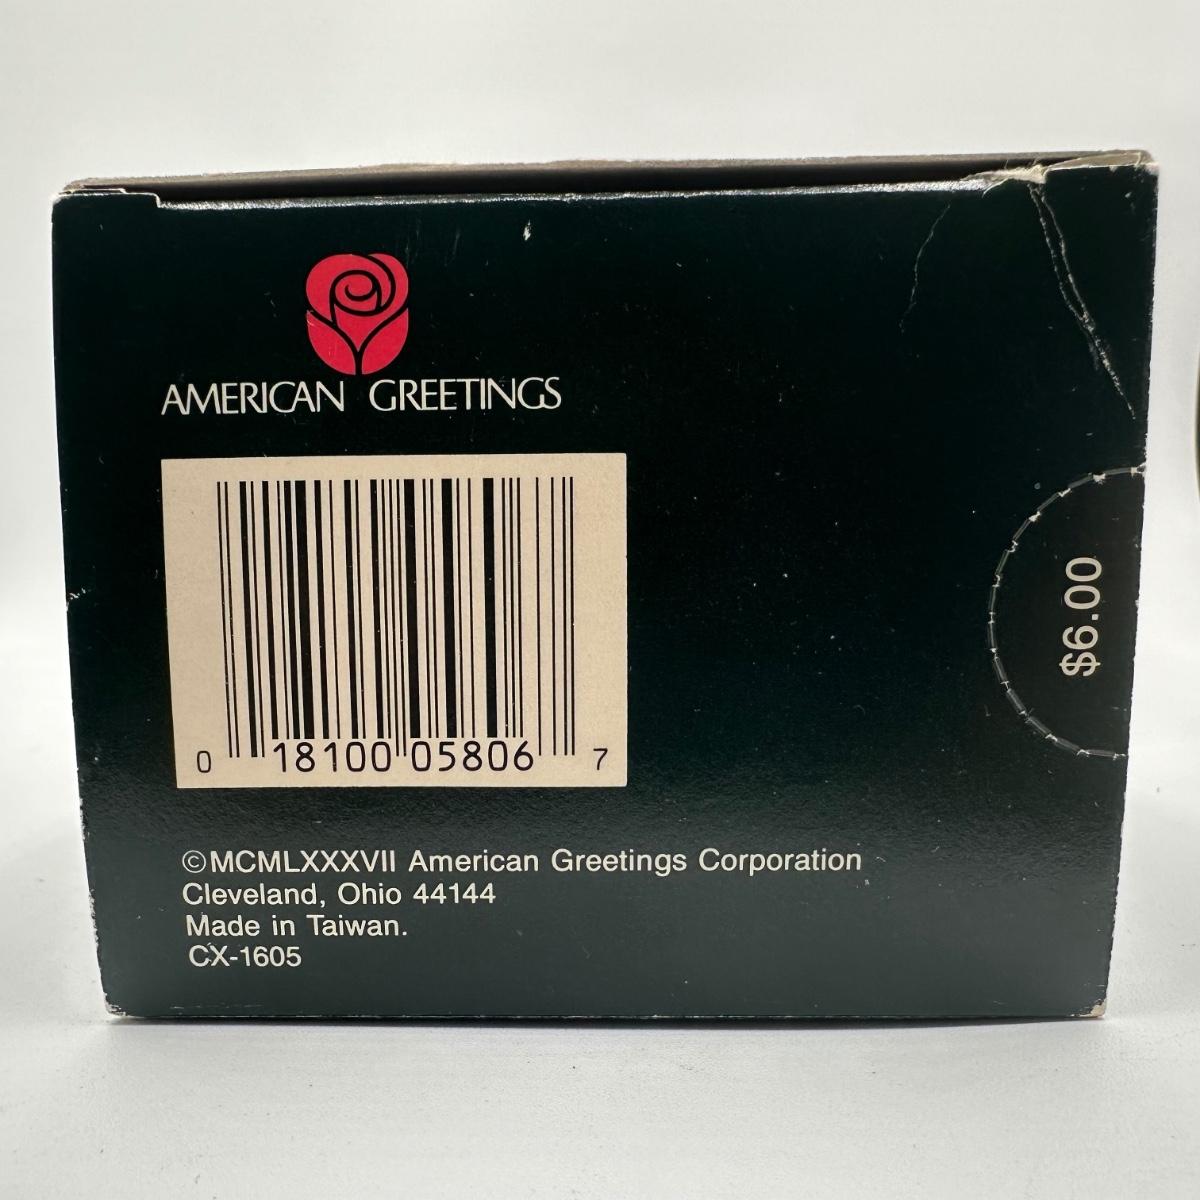 AMERICAN GREETINGS
$6.00
0 18100 05806 7
©MCMLXXXVII American Greetings Corporation
Cleveland, Ohio 44144
Made in Taiwan.
CX-1605